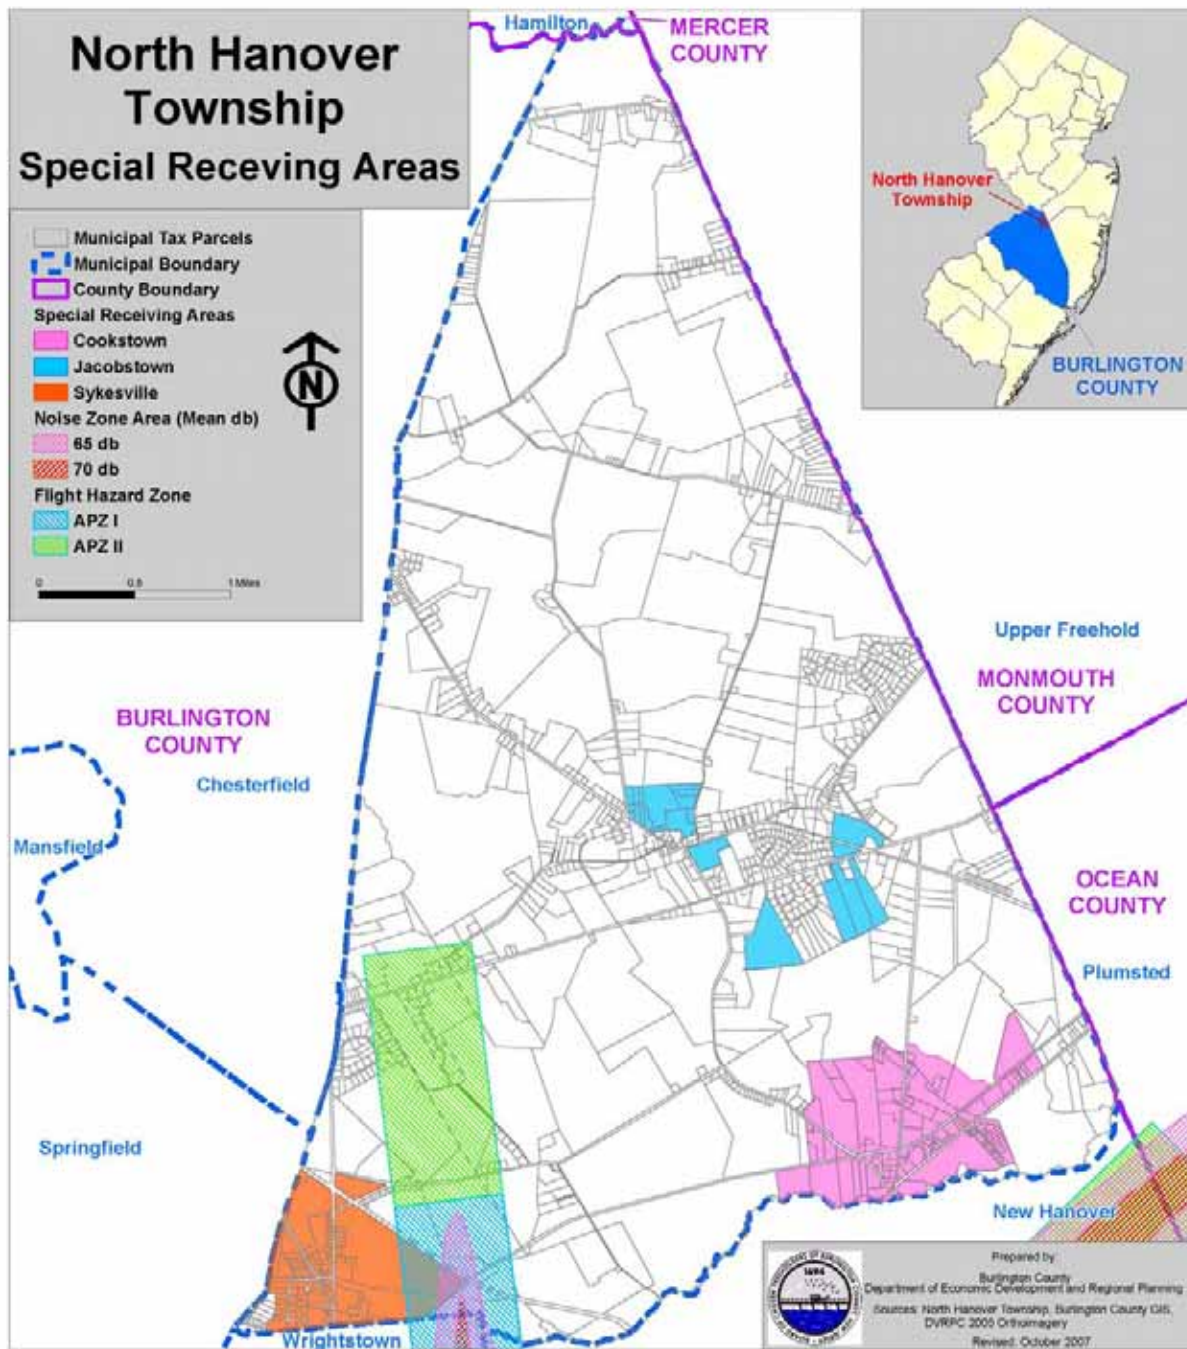 North Hanover
Township
Special Receving Areas
Municipal Tax Parcels
Municipal Boundary
County Boundary
Special Receiving Areas
Cookstown
Jacobstown
Sykesville
Noise Zone Area (Mean db)
65 db
70 db
Flight Hazard Zone
APZ I
APZ II
N
0 0.5 1 Miles
Hamilton
MERCER
COUNTY
North Hanover
Township
BURLINGTON
COUNTY
Upper Freehold
MONMOUTH
COUNTY
BURLINGTON
COUNTY
Chesterfield
Mansfield
OCEAN
COUNTY
Plumsted
Springfield
New Hanover
Wrightstown
Prepared by:
Burlington County
Department of Economic Development and Regional Planning
Sources: North Hanover Township, Burlington County GIS,
DVRPC 2005 Orthoimagery
Revised: October 2007